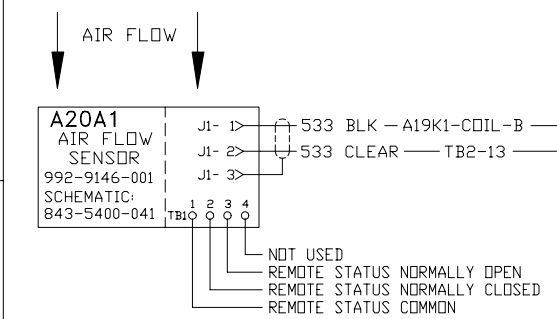 AIR FLOW
A20A1
AIR FLOW
SENSOR
992-9146-001
SCHEMATIC:
843-5400-041
J1- 1 533 BLK A19K1-COIL-B
J1- 2 533 CLEAR TB2-13
J1- 3
TB1 1 2 3 4
NOT USED
REMOTE STATUS NORMALLY OPEN
REMOTE STATUS NORMALLY CLOSED
REMOTE STATUS COMMON